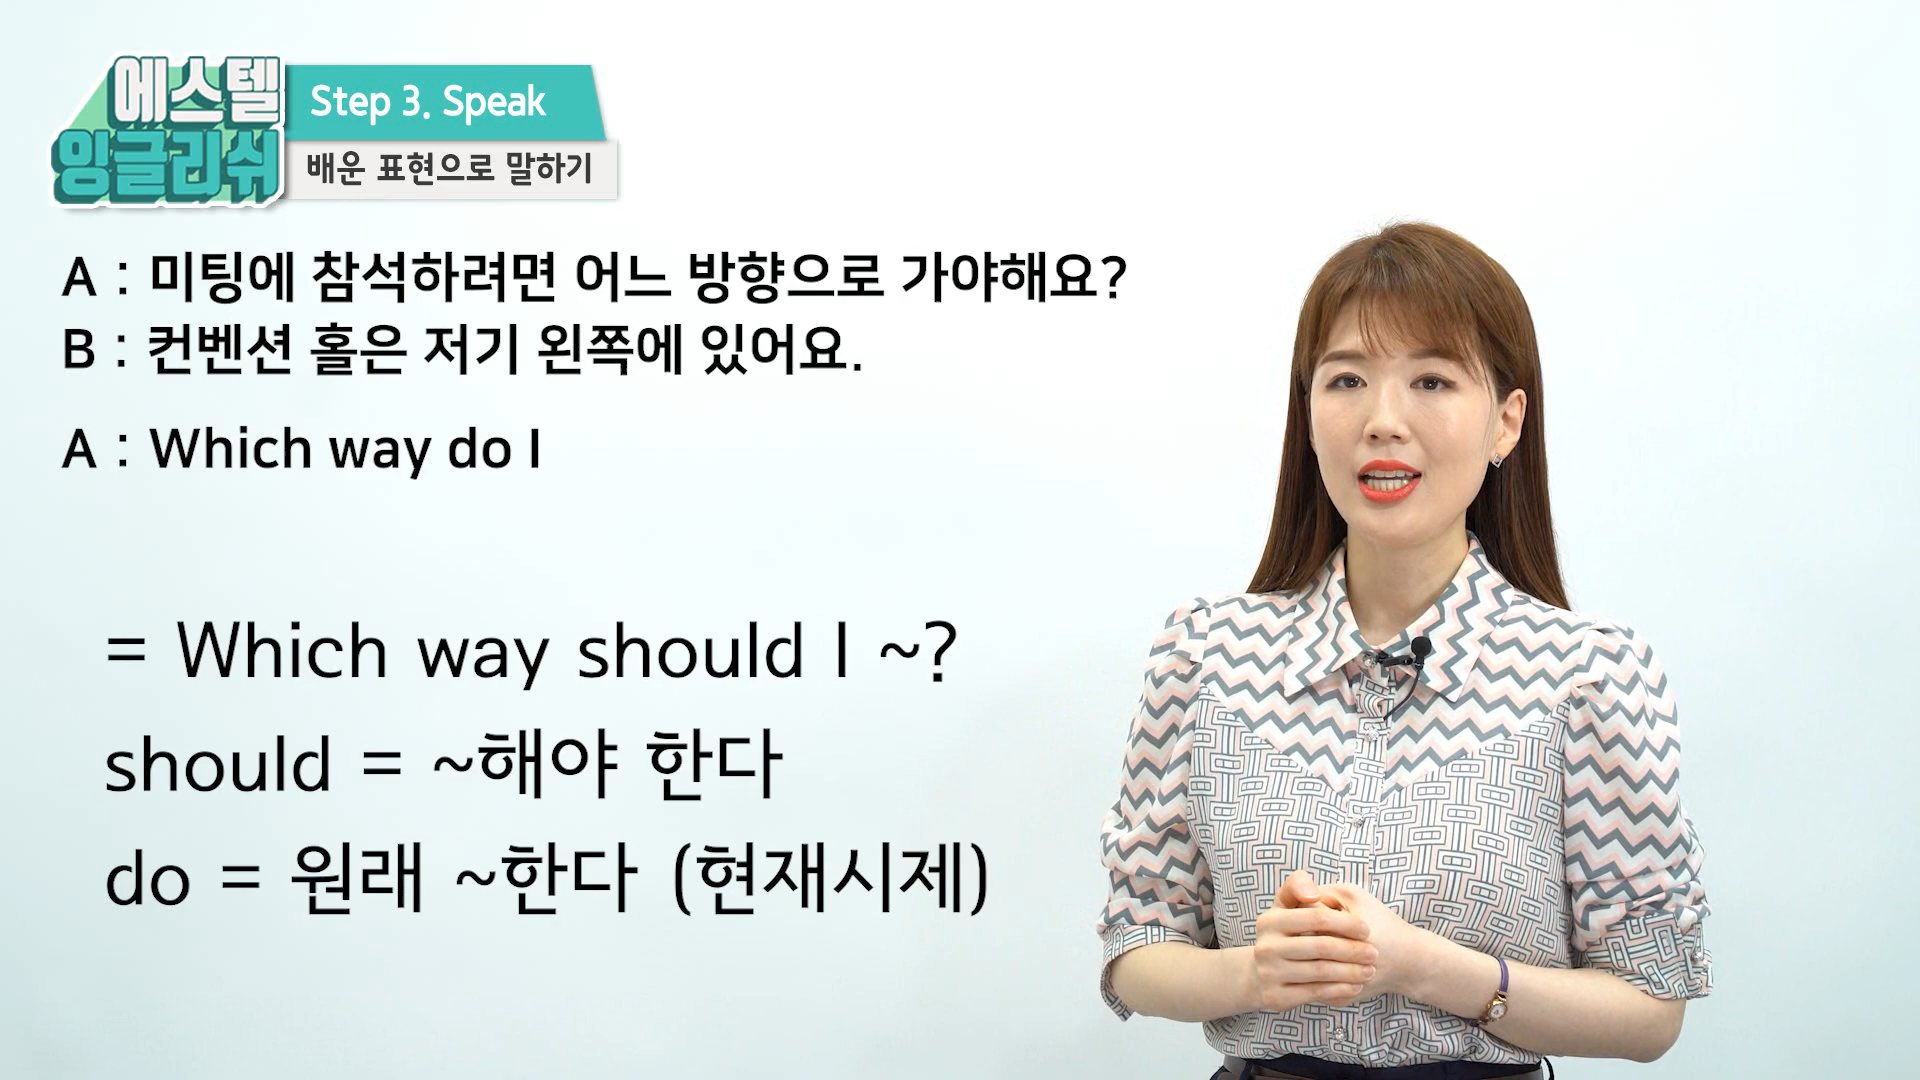 에스텔
잉글리쉬
Step 3. Speak
배운 표현으로 말하기
A : 미팅에 참석하려면 어느 방향으로 가야해요?
B : 컨벤션 홀은 저기 왼쪽에 있어요.
A : Which way do I
= Which way should I ~?
should = ~해야 한다
do = 원래 ~한다 (현재시제)